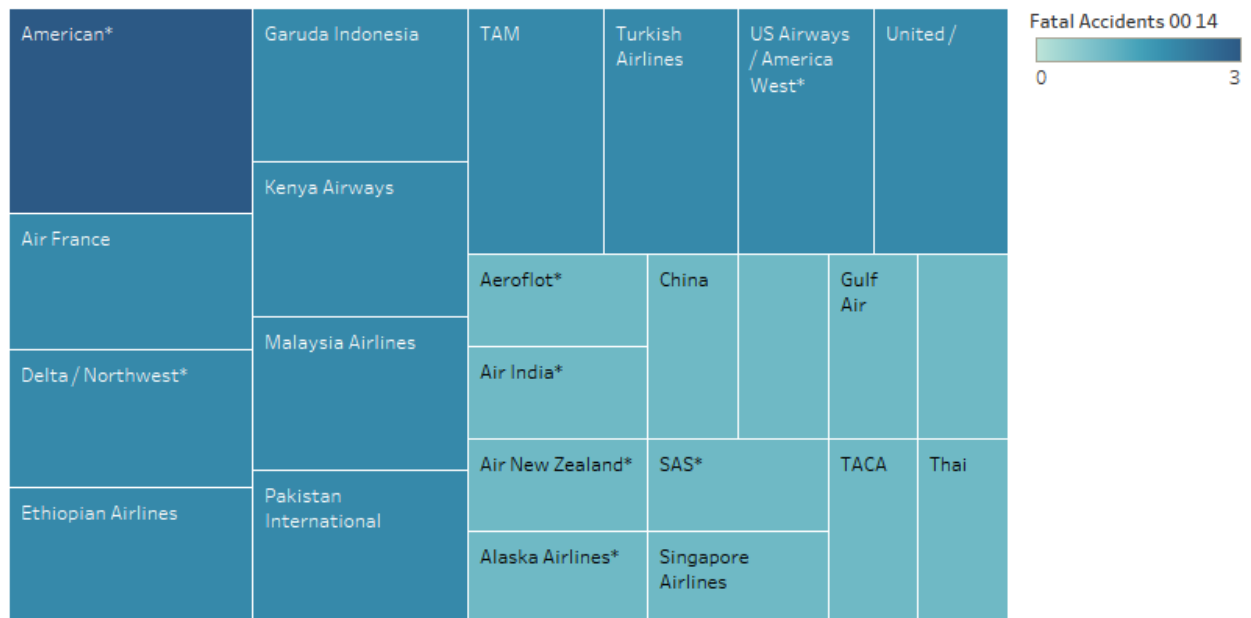 American*
Air France
Delta / Northwest*
Ethiopian Airlines
Garuda Indonesia
Kenya Airways
Malaysia Airlines
Pakistan
International
TAM
Turkish
Airlines
US Airways
/ America
West*
United /
Aeroflot*
Air India*
Air New Zealand*
Alaska Airlines*
China
SAS*
Singapore
Airlines
Gulf
Air
TACA
Thai
Fatal Accidents 00 14
0
3